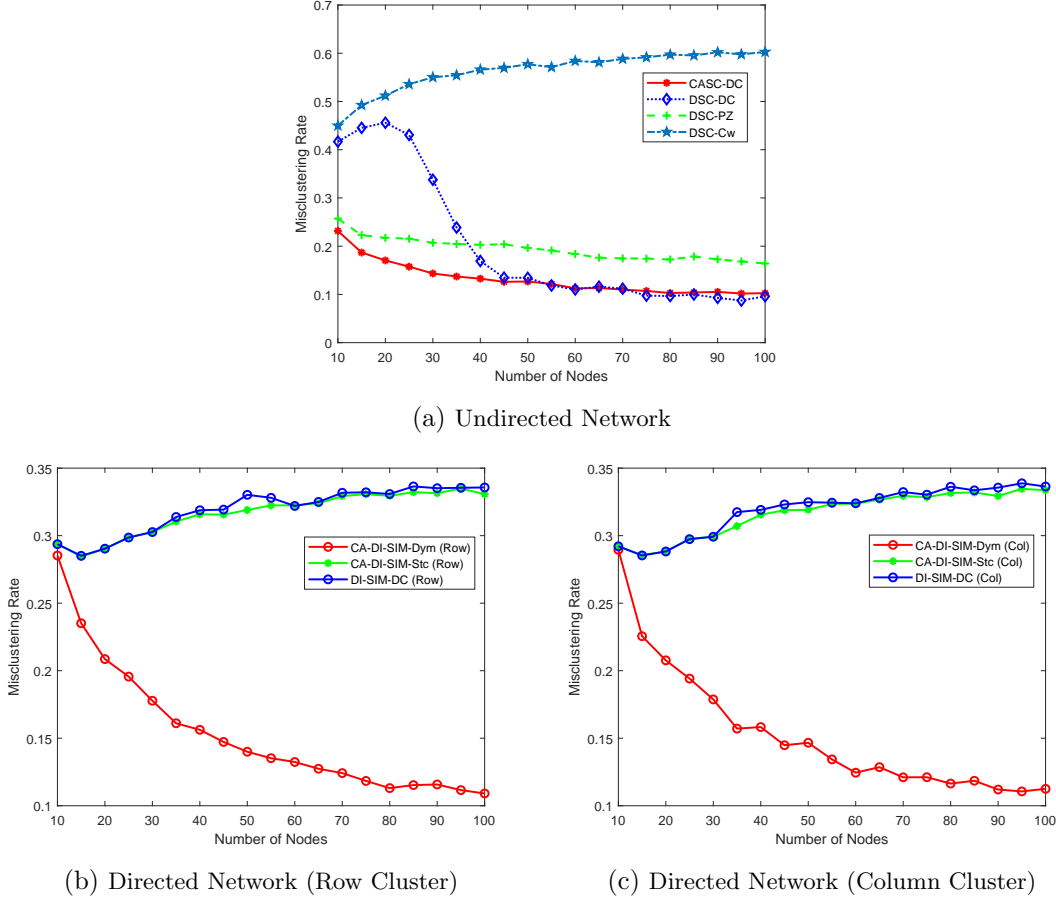 0.7
0.6
0.5
0.4
0.3
0.2
0.1
0
Misclustering Rate
CASC-DC
DSC-DC
DSC-PZ
DSC-Cw
10 20 30 40 50 60 70 80 90 100
Number of Nodes
(a) Undirected Network
0.35
0.3
0.25
0.2
0.15
0.1
Misclustering Rate
CA-DI-SIM-Dym (Row)
CA-DI-SIM-Stc (Row)
DI-SIM-DC (Row)
10 20 30 40 50 60 70 80 90 100
Number of Nodes
(b) Directed Network (Row Cluster)
0.35
0.3
0.25
0.2
0.15
0.1
Misclustering Rate
CA-DI-SIM-Dym (Col)
CA-DI-SIM-Stc (Col)
DI-SIM-DC (Col)
10 20 30 40 50 60 70 80 90 100
Number of Nodes
(c) Directed Network (Column Cluster)